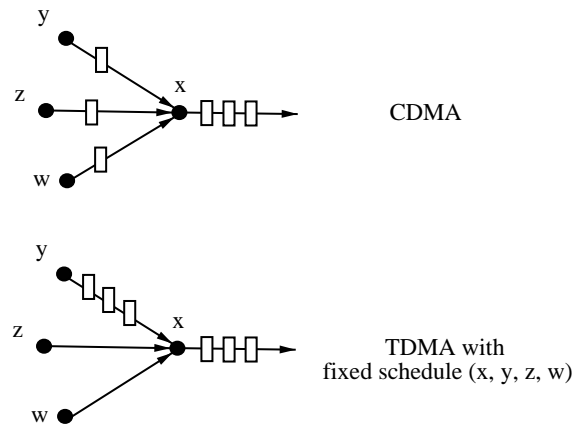 y
x
z
CDMA
w
y
x
z
TDMA with
fixed schedule (x, y, z, w)
w